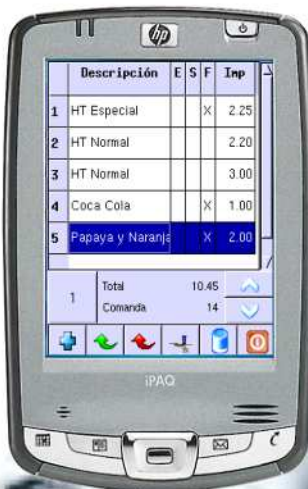 hp
Descripción E S F Imp
1 HT Especial X 2.25
2 HT Normal 2.20
3 HT Normal 3.00
4 Coca Cola X 1.00
5 Papaya y Naranja X 2.00
1 Total 10.45
Comanda 14
iPAQ